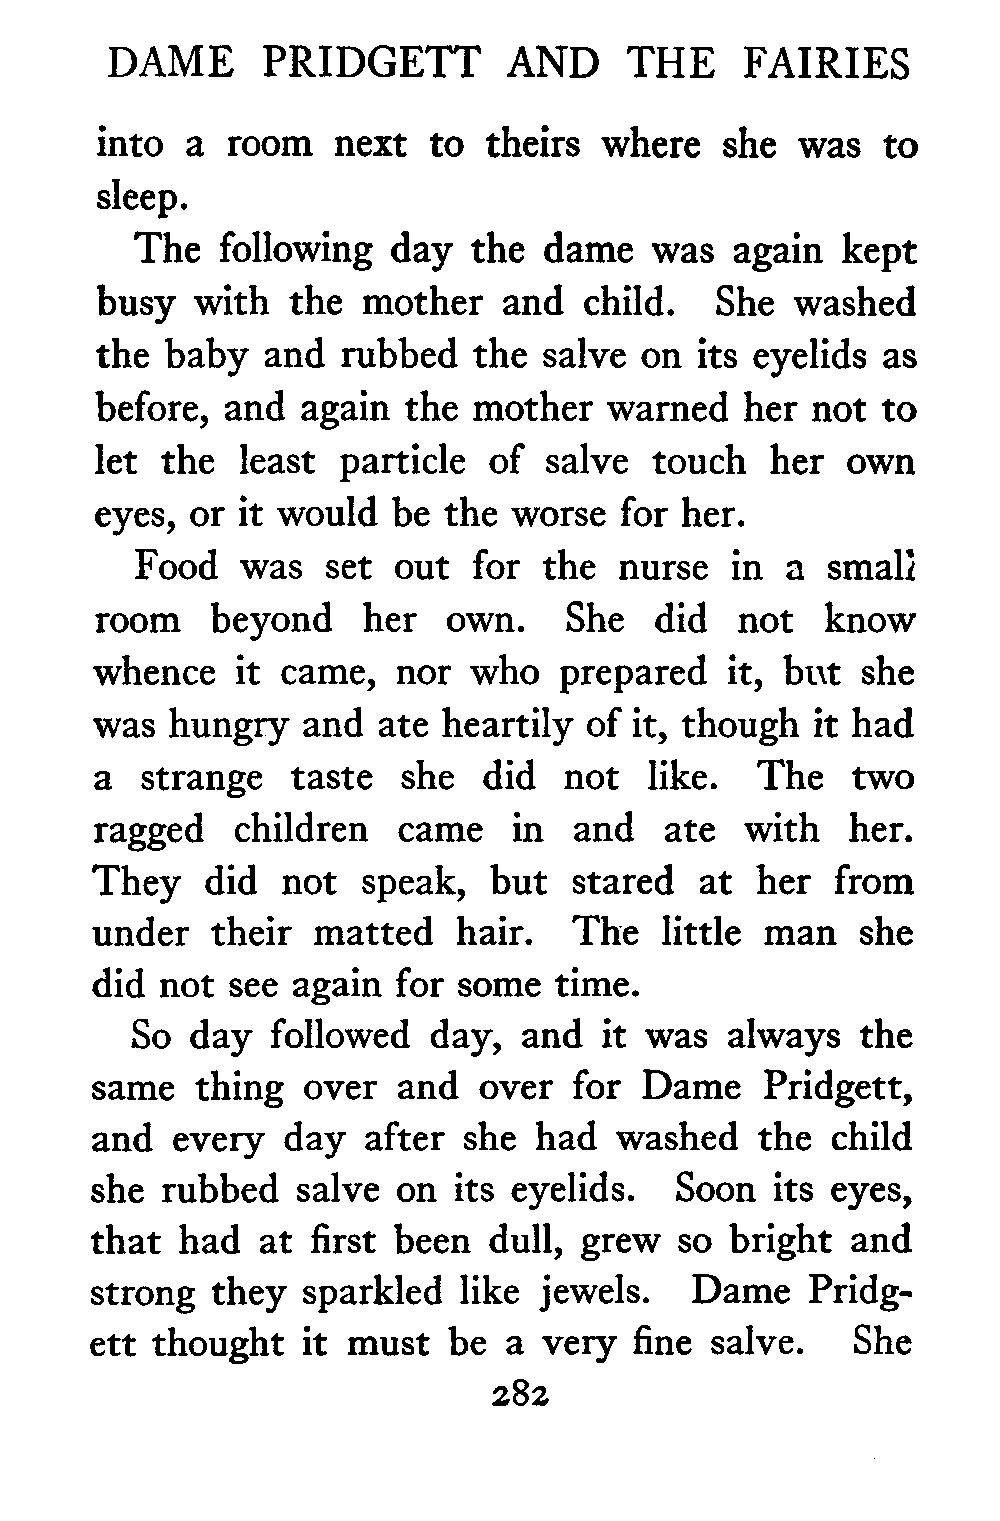 DAME PRIDGETT AND THE FAIRIES
into a room next to theirs where she was to
sleep.
The following day the dame was again kept
busy with the mother and child. She washed
the baby and rubbed the salve on its eyelids as
before, and again the mother warned her not to
let the least particle of salve touch her own
eyes, or it would be the worse for her.
Food was set out for the nurse in a small
room beyond her own. She did not know
whence it came, nor who prepared it, but she
was hungry and ate heartily of it, though it had
a strange taste she did not like. The two
ragged children came in and ate with her.
They did not speak, but stared at her from
under their matted hair. The little man she
did not see again for some time.
So day followed day, and it was always the
same thing over and over for Dame Pridgett,
and every day after she had washed the child
she rubbed salve on its eyelids. Soon its eyes,
that had at first been dull, grew so bright and
strong they sparkled like jewels. Dame Pridg-
ett thought it must be a very fine salve. She
282